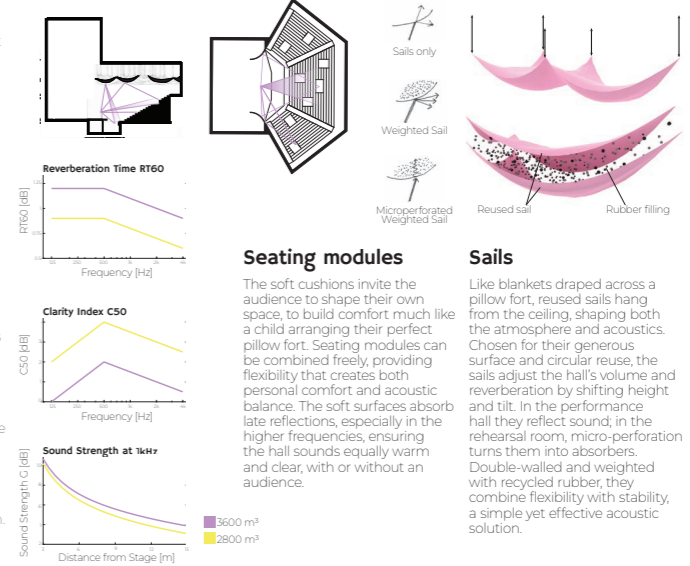 Sails only
Weighted Sail
Microperforated
Weighted Sail
Reused sail
Rubber filling
Reverberation Time RT60
RT60 [dB]
Frequency [Hz]
Clarity Index C50
C50 [dB]
Frequency [Hz]
Sound Strength at 1kHz
Sound Strength G [dB]
Distance from Stage [m]
3600 m³
2800 m³
Seating modules
The soft cushions invite the
audience to shape their own
space, to build comfort much like
a child arranging their perfect
pillow fort. Seating modules can
be combined freely, providing
flexibility that creates both
personal comfort and acoustic
balance. The soft surfaces absorb
late reflections, especially in the
higher frequencies, ensuring
the hall sounds equally warm
and clear, with or without an
audience.
Sails
Like blankets draped across a
pillow fort, reused sails hang
from the ceiling, shaping both
the atmosphere and acoustics.
Chosen for their generous
surface and circular reuse, the
sails adjust the hall's volume and
reverberation by shifting height
and tilt. In the performance
hall they reflect sound; in the
rehearsal room, micro-perforation
turns them into absorbers.
Double-walled and weighted
with recycled rubber, they
combine flexibility with stability,
a simple yet effective acoustic
solution.